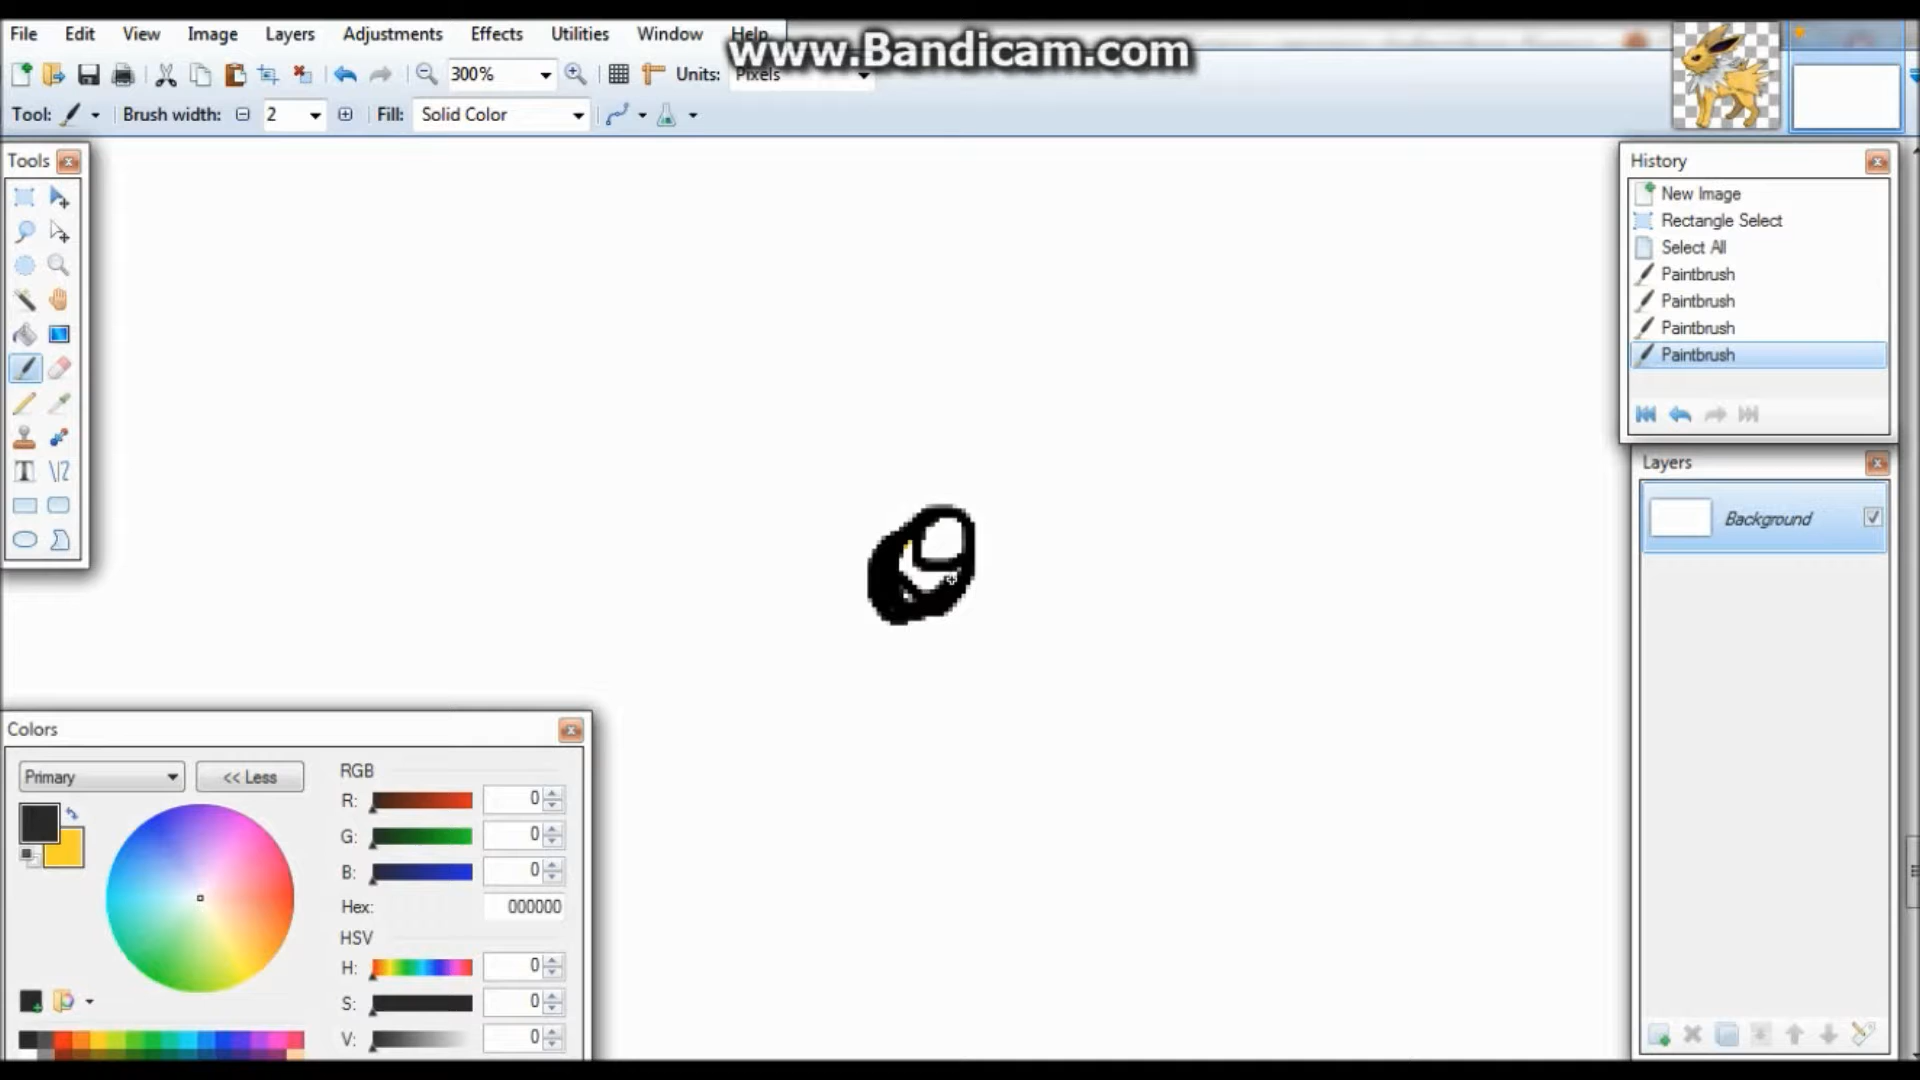 File Edit View Image Layers Adjustments Effects Utilities Window Help
www.Bandicam.com
300% Units: Pixels
Tool: Brush width: 2 Fill: Solid Color
Tools
History
New Image
Rectangle Select
Select All
Paintbrush
Paintbrush
Paintbrush
Paintbrush
Layers
Background
Colors
Primary << Less
RGB
R: 0
G: 0
B: 0
Hex: 000000
HSV
H: 0
S: 0
V: 0